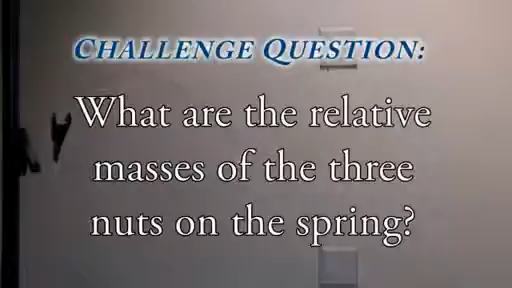 CHALLENGE QUESTION:
What are the relative
masses of the three
nuts on the spring?